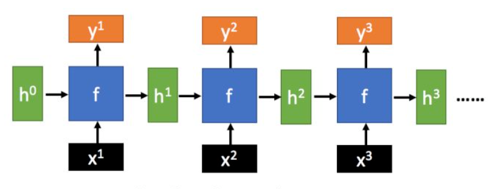 y¹ y² y³
h⁰ f h¹ f h² f h³ ......
x¹ x² x³